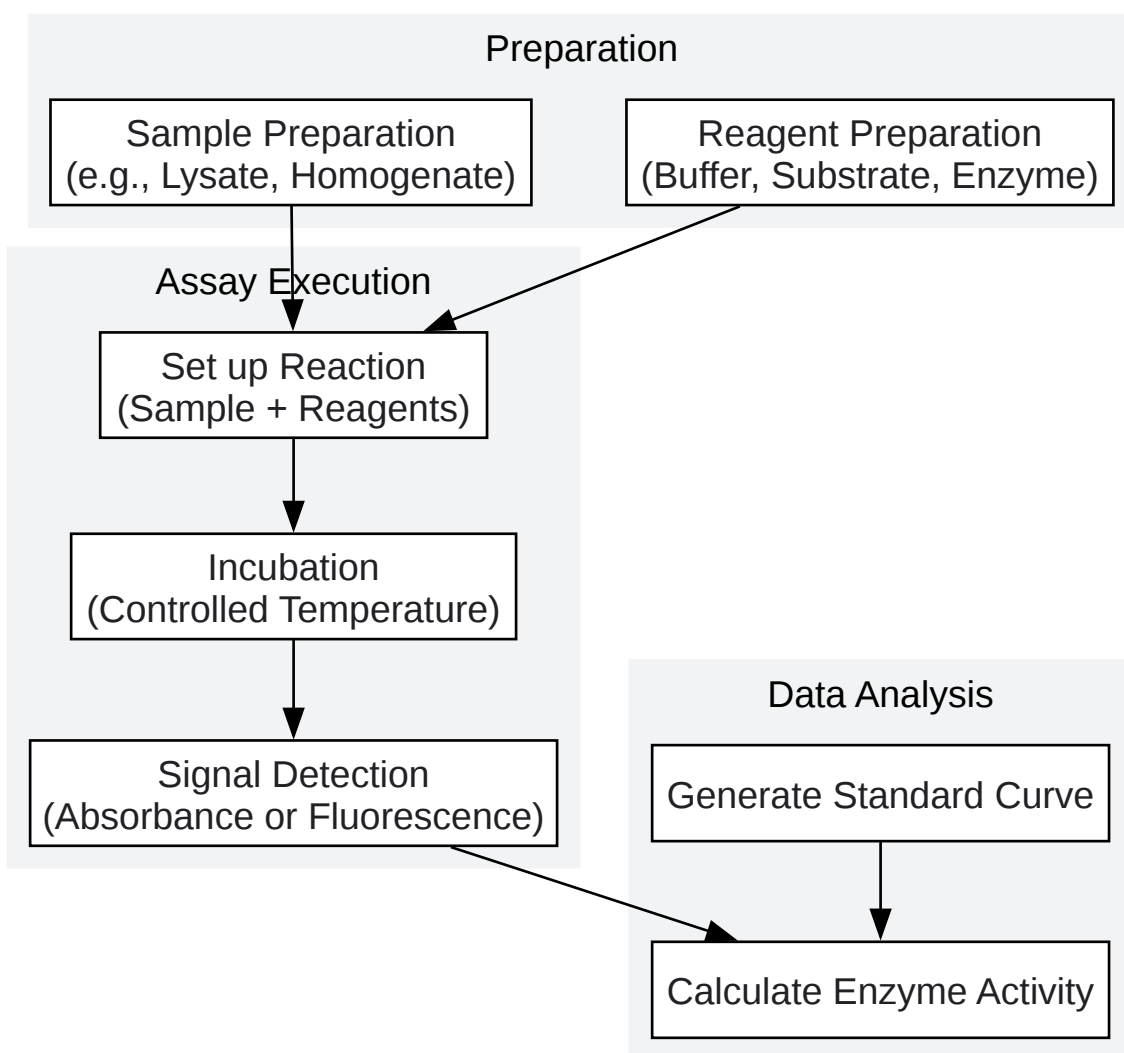 Preparation
Sample Preparation
(e.g., Lysate, Homogenate)
Reagent Preparation
(Buffer, Substrate, Enzyme)
Assay Execution
Set up Reaction
(Sample + Reagents)
Incubation
(Controlled Temperature)
Signal Detection
(Absorbance or Fluorescence)
Data Analysis
Generate Standard Curve
Calculate Enzyme Activity